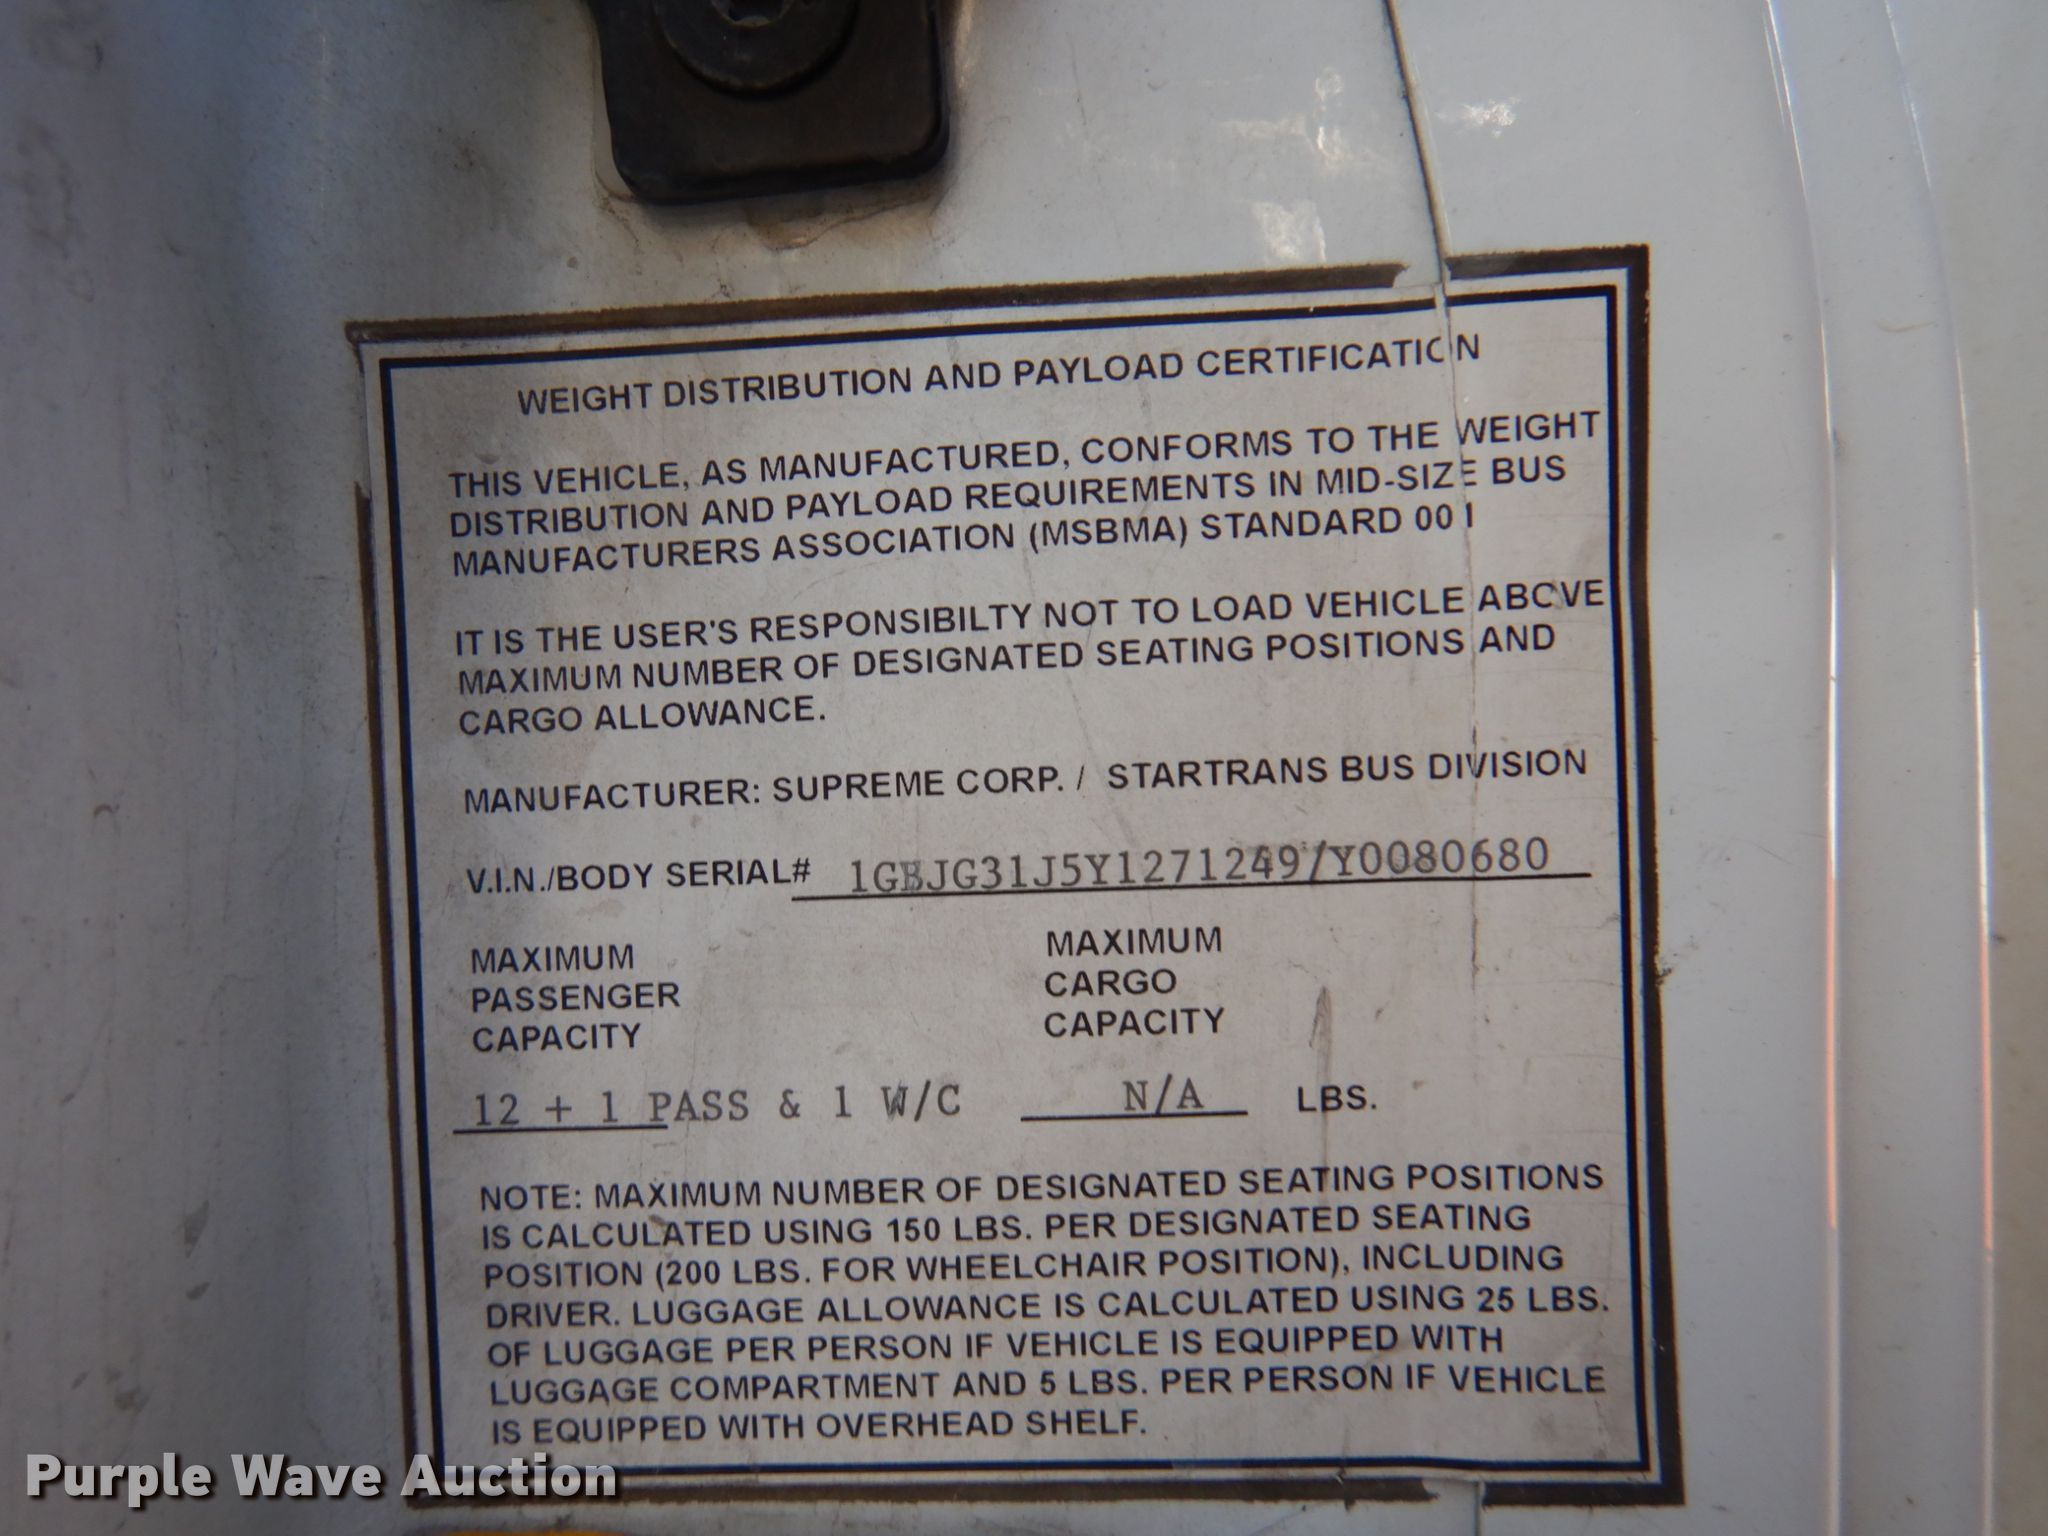 WEIGHT DISTRIBUTION AND PAYLOAD CERTIFICATION
THIS VEHICLE, AS MANUFACTURED, CONFORMS TO THE WEIGHT
DISTRIBUTION AND PAYLOAD REQUIREMENTS IN MID-SIZE BUS
MANUFACTURERS ASSOCIATION (MSBMA) STANDARD 001
IT IS THE USER'S RESPONSIBILTY NOT TO LOAD VEHICLE ABOVE
MAXIMUM NUMBER OF DESIGNATED SEATING POSITIONS AND
CARGO ALLOWANCE.
MANUFACTURER: SUPREME CORP. / STARTRANS BUS DIVISION
V.I.N./BODY SERIAL# 1GBJG31J5Y1271249/Y0080680
MAXIMUM
PASSENGER
CAPACITY
MAXIMUM
CARGO
CAPACITY
12 + 1 PASS & 1 W/C N/A LBS.
NOTE: MAXIMUM NUMBER OF DESIGNATED SEATING POSITIONS
IS CALCULATED USING 150 LBS. PER DESIGNATED SEATING
POSITION (200 LBS. FOR WHEELCHAIR POSITION), INCLUDING
DRIVER. LUGGAGE ALLOWANCE IS CALCULATED USING 25 LBS.
OF LUGGAGE PER PERSON IF VEHICLE IS EQUIPPED WITH
LUGGAGE COMPARTMENT AND 5 LBS. PER PERSON IF VEHICLE
IS EQUIPPED WITH OVERHEAD SHELF.
Purple Wave Auction